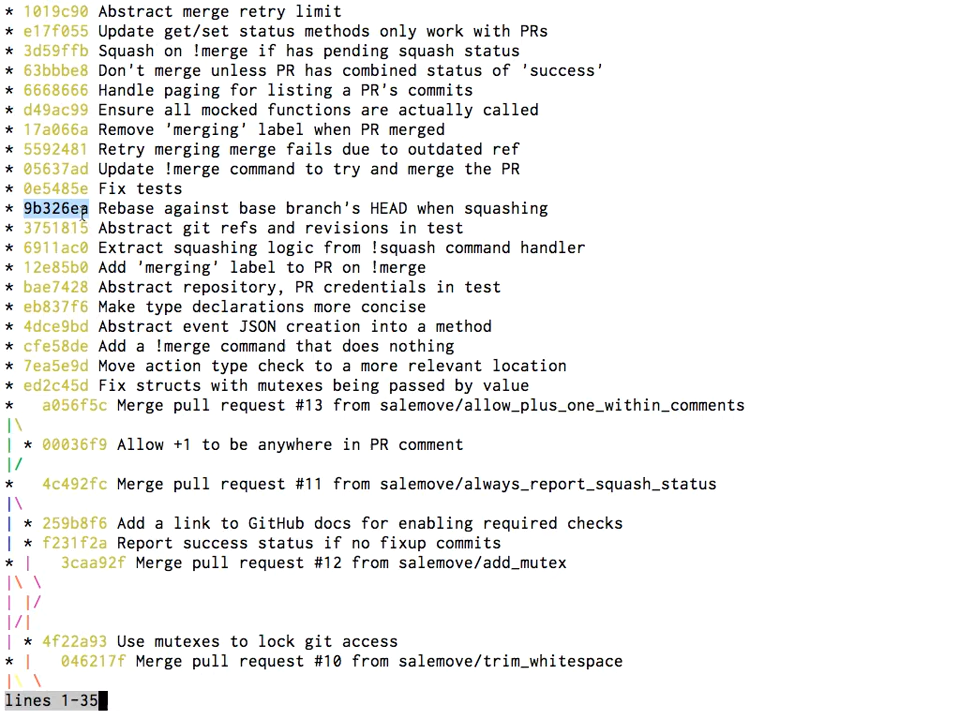 * 1019c90 Abstract merge retry limit
* e17f055 Update get/set status methods only work with PRs
* 3d59ffb Squash on !merge if has pending squash status
* 63bbbe8 Don't merge unless PR has combined status of 'success'
* 6668666 Handle paging for listing a PR's commits
* d49ac99 Ensure all mocked functions are actually called
* 17a066a Remove 'merging' label when PR merged
* 5592481 Retry merging merge fails due to outdated ref
* 05637ad Update !merge command to try and merge the PR
* 0e5485e Fix tests
* 9b326ea Rebase against base branch's HEAD when squashing
* 3751815 Abstract git refs and revisions in test
* 6911ac0 Extract squashing logic from !squash command handler
* 12e85b0 Add 'merging' label to PR on !merge
* bae7428 Abstract repository, PR credentials in test
* eb837f6 Make type declarations more concise
* 4dce9bd Abstract event JSON creation into a method
* cfe58de Add a !merge command that does nothing
* 7ea5e9d Move action type check to a more relevant location
* ed2c45d Fix structs with mutexes being passed by value
*   a056f5c Merge pull request #13 from salemove/allow_plus_one_within_comments
|\
| * 00036f9 Allow +1 to be anywhere in PR comment
|/
*   4c492fc Merge pull request #11 from salemove/always_report_squash_status
|\
| * 259b8f6 Add a link to GitHub docs for enabling required checks
| * f231f2a Report success status if no fixup commits
* |   3caa92f Merge pull request #12 from salemove/add_mutex
|\ \
| |/
|/|
| * 4f22a93 Use mutexes to lock git access
* |   046217f Merge pull request #10 from salemove/trim_whitespace
|\ \
lines 1-35